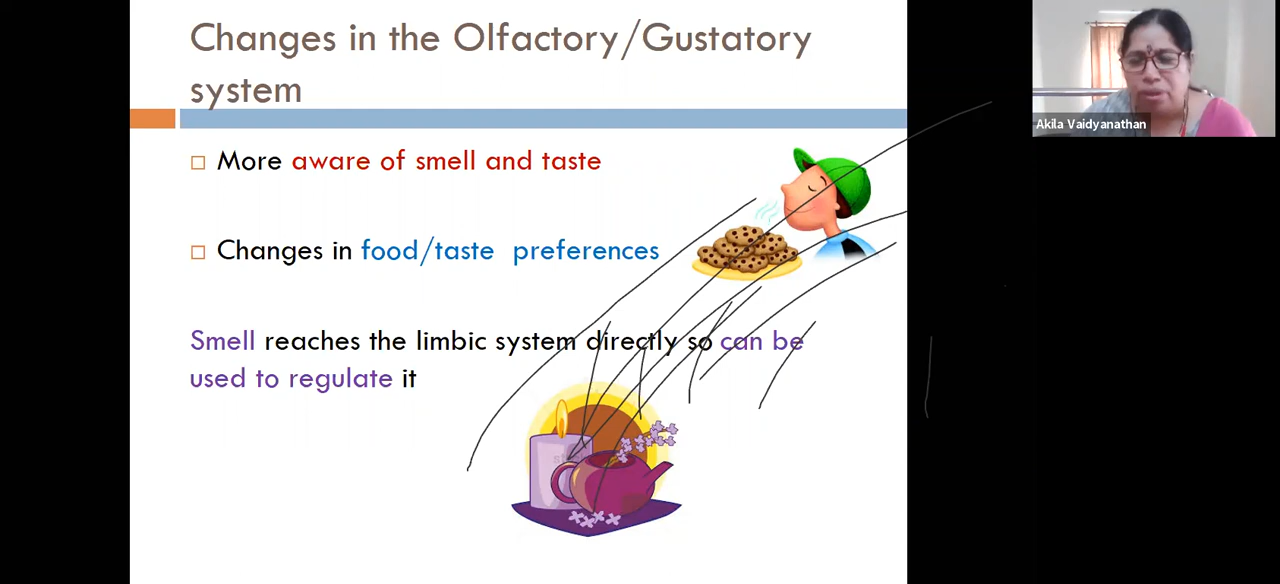 Changes in the Olfactory/Gustatory
system
More aware of smell and taste
Changes in food/taste preferences
Smell reaches the limbic system directly so can be
used to regulate it
Akila Vaidyanathan